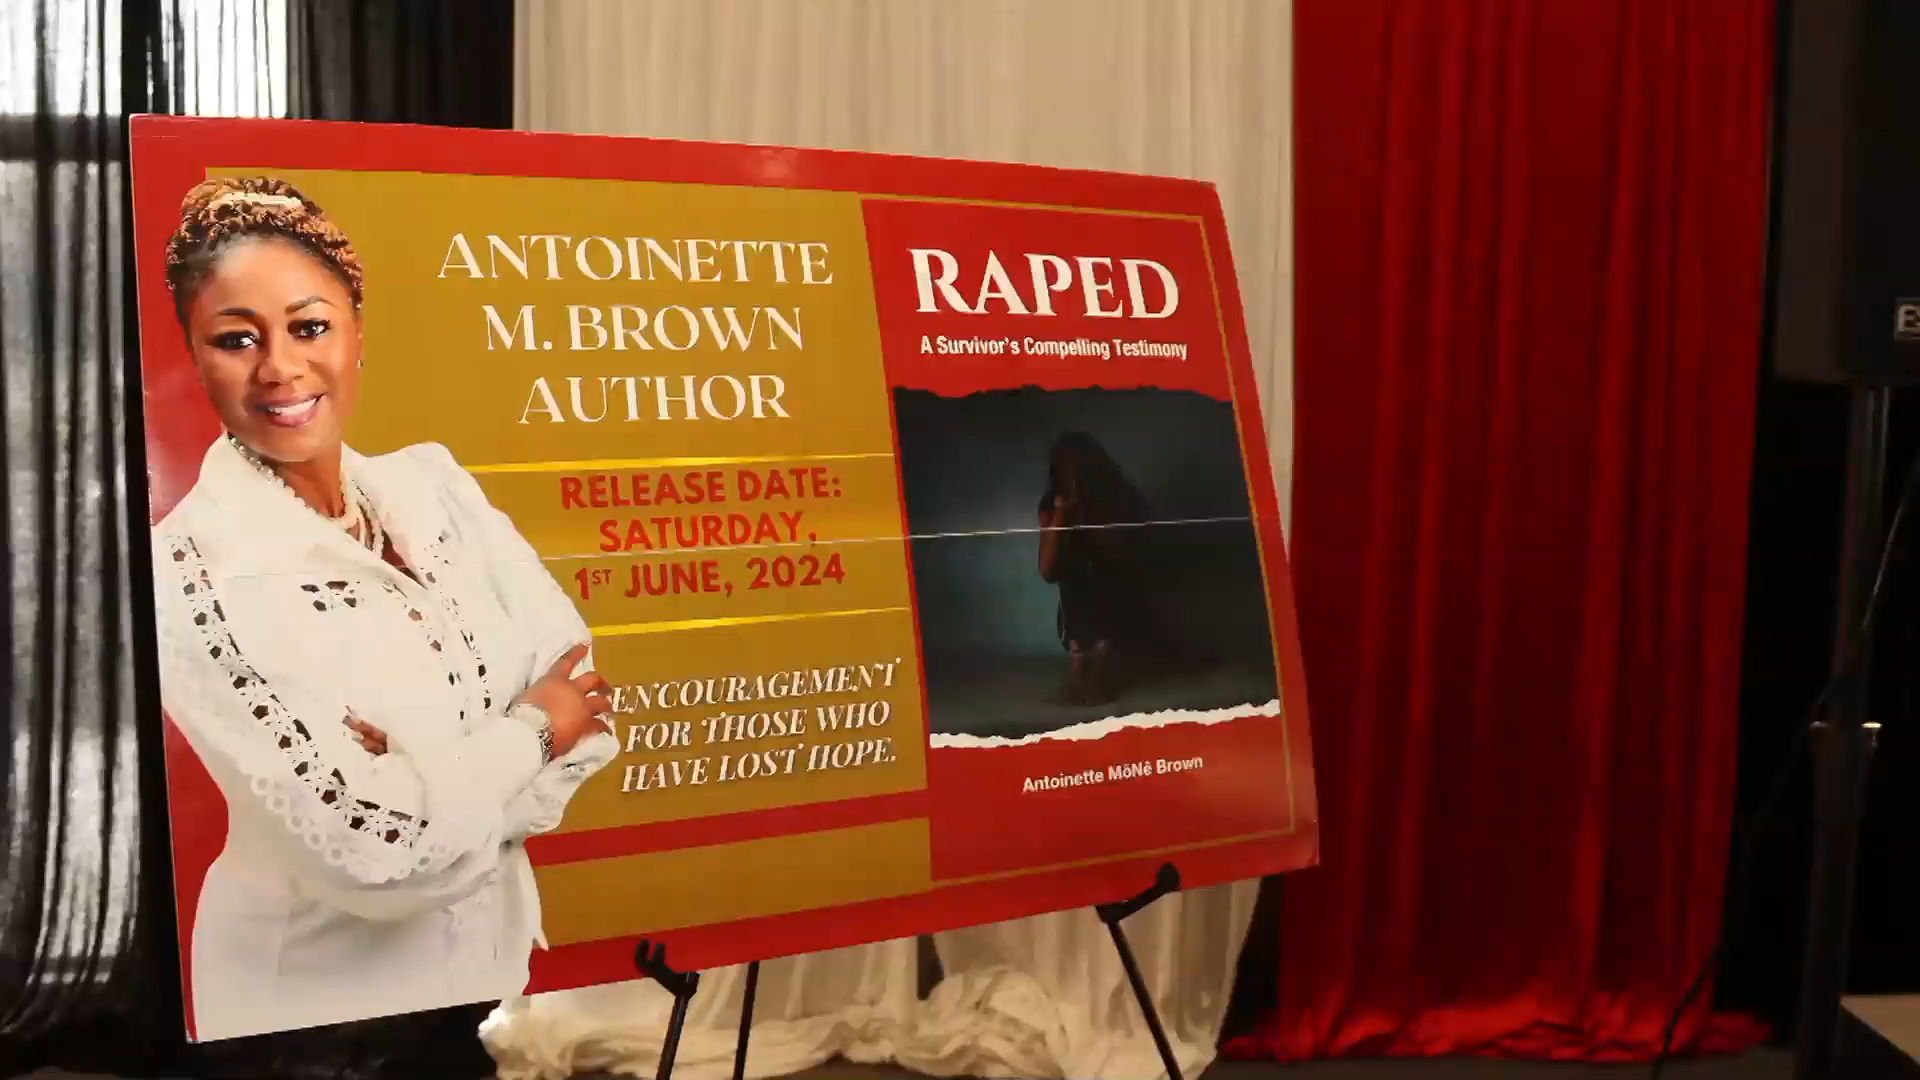 ANTOINETTE
M. BROWN
AUTHOR
RELEASE DATE:
SATURDAY,
1ST JUNE, 2024
ENCOURAGEMENT
FOR THOSE WHO
HAVE LOST HOPE.
RAPED
A Survivor's Compelling Testimony
Antoinette MōNē Brown